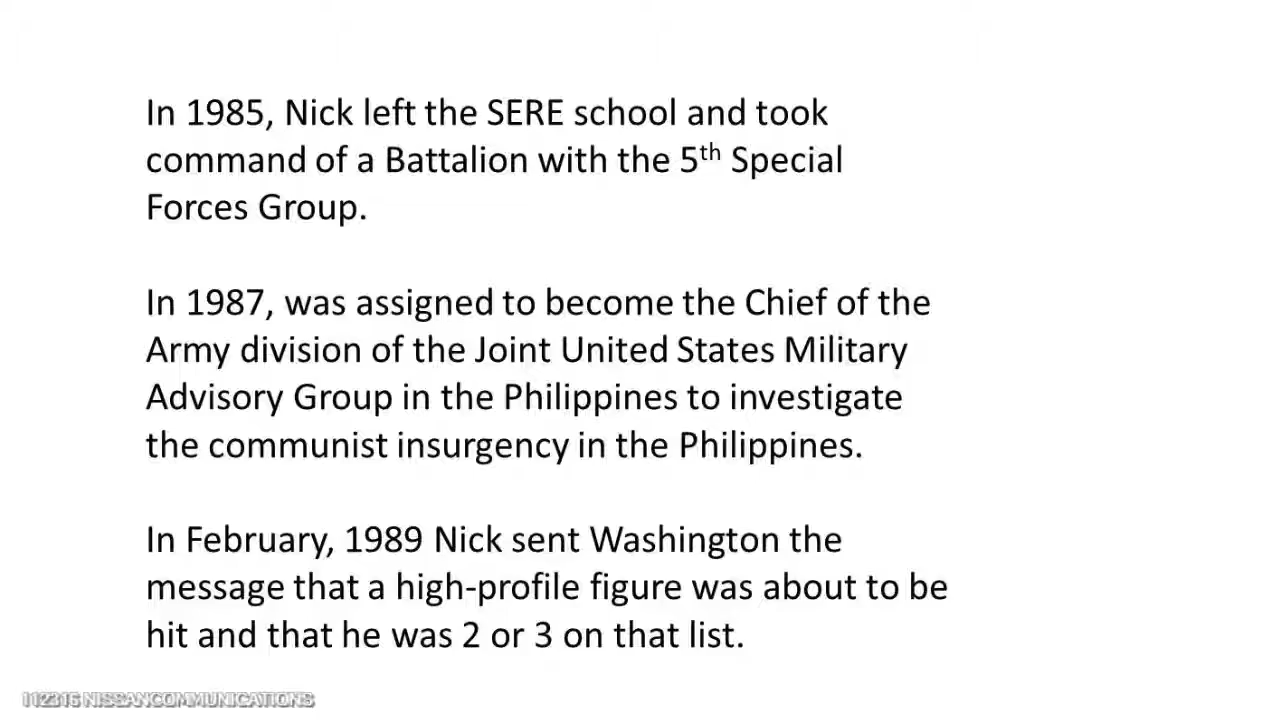 In 1985, Nick left the SERE school and took
command of a Battalion with the 5th Special
Forces Group.
In 1987, was assigned to become the Chief of the
Army division of the Joint United States Military
Advisory Group in the Philippines to investigate
the communist insurgency in the Philippines.
In February, 1989 Nick sent Washington the
message that a high-profile figure was about to be
hit and that he was 2 or 3 on that list.
112315 NISSANCOMMUNICATIONS